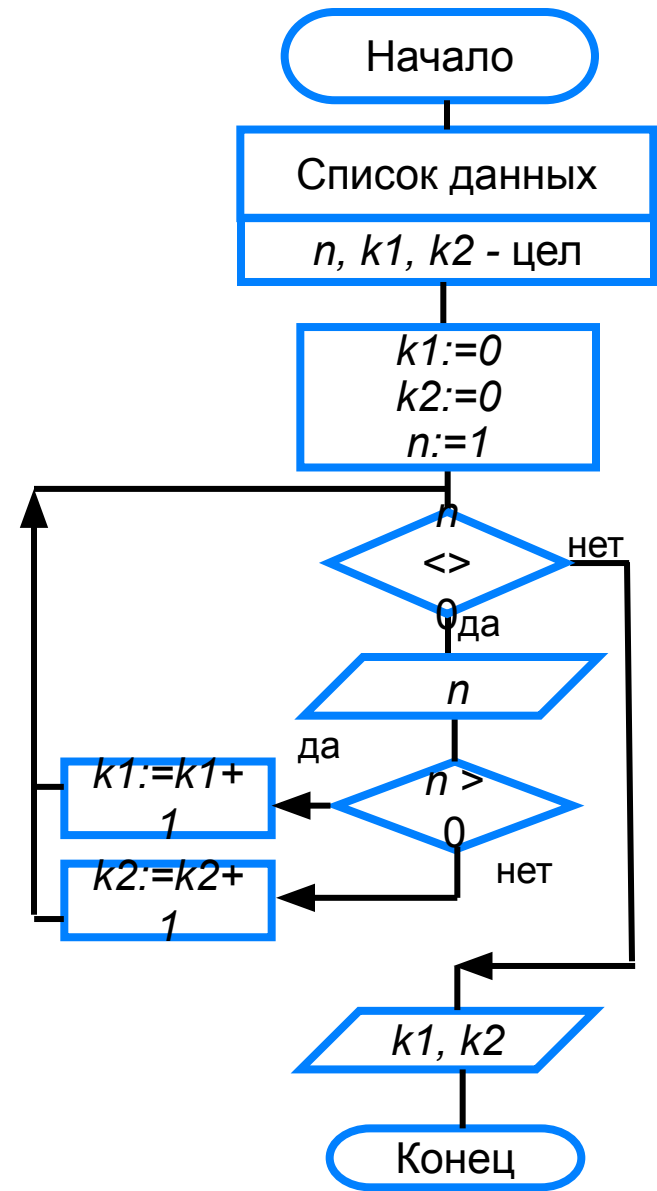 Начало
Список данных
n, k1, k2 - цел
k1:=0
k2:=0
n:=1
n
<>
0
нет
да
n
да
n >
0
k1:=k1+
1
нет
k2:=k2+
1
k1, k2
Конец